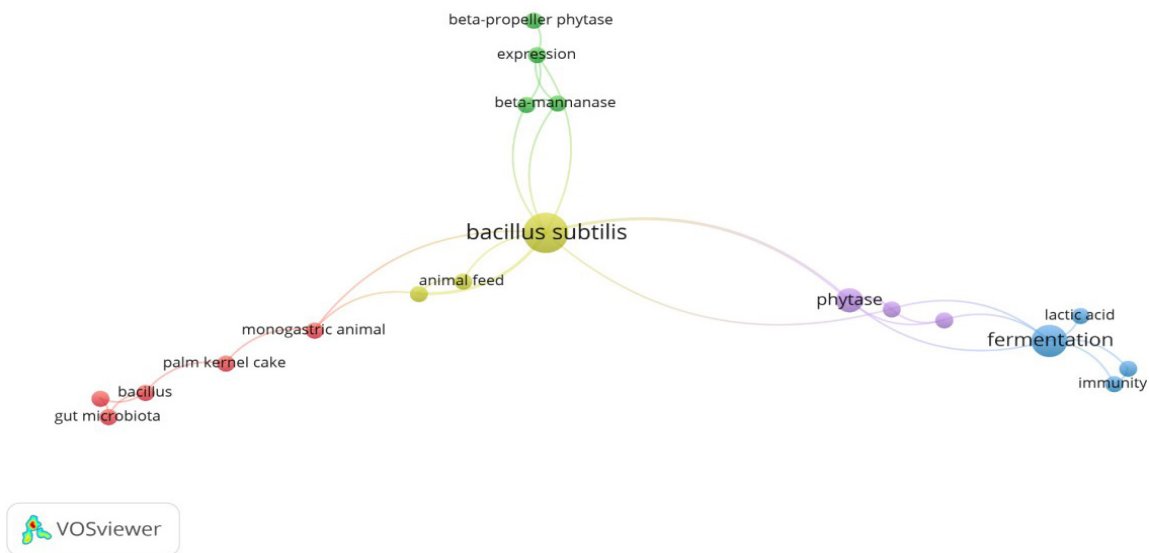 beta-propeller phytase
expression
beta-mannanase
bacillus subtilis
animal feed
phytase
lactic acid
monogastric animal
fermentation
palm kernel cake
immunity
bacillus
gut microbiota
VOSviewer